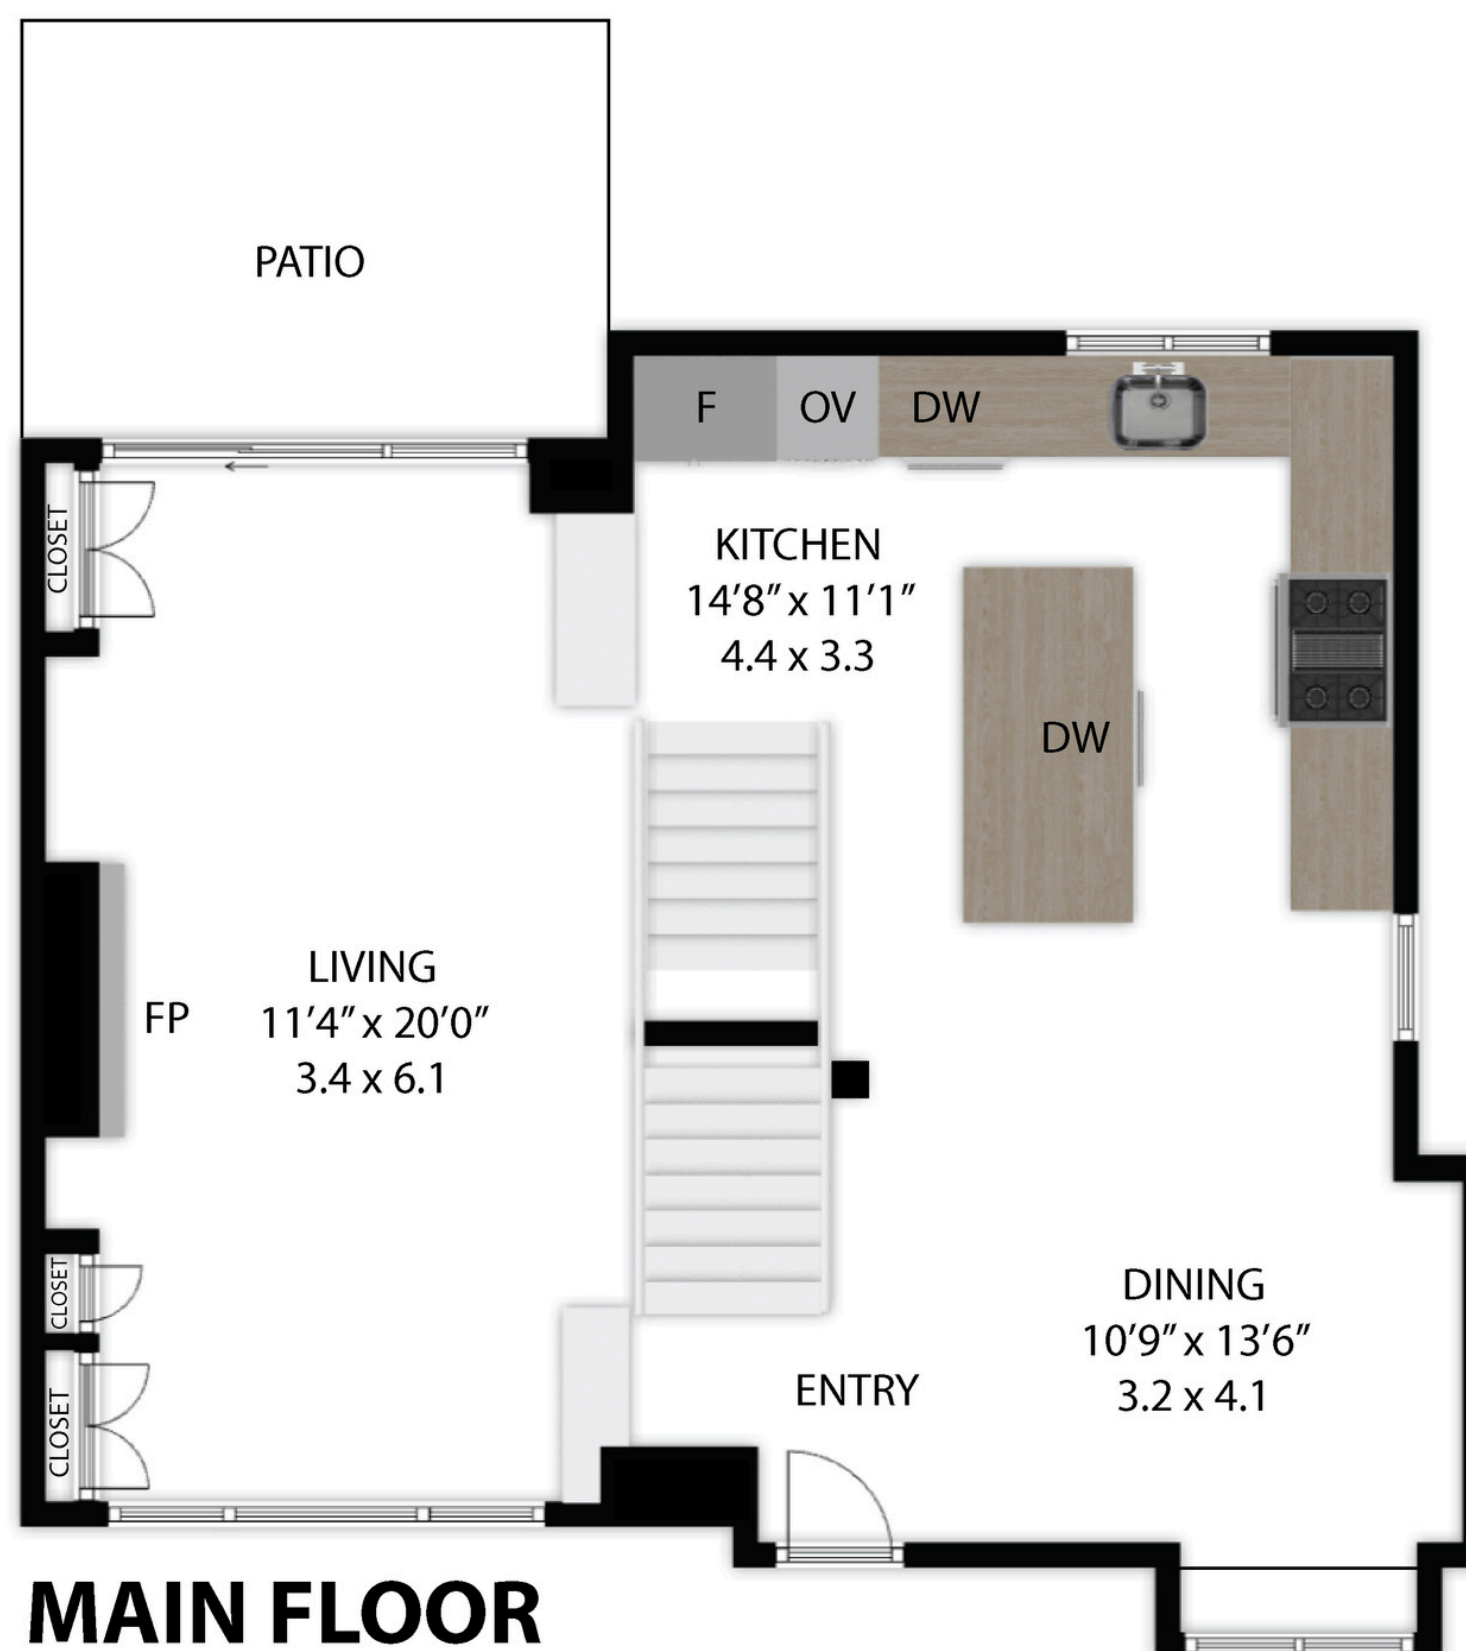 PATIO
F
OV
DW
KITCHEN
14'8" x 11'1"
4.4 x 3.3
CLOSET
DW
LIVING
11'4" x 20'0"
3.4 x 6.1
FP
CLOSET
CLOSET
DINING
10'9" x 13'6"
3.2 x 4.1
ENTRY
MAIN FLOOR